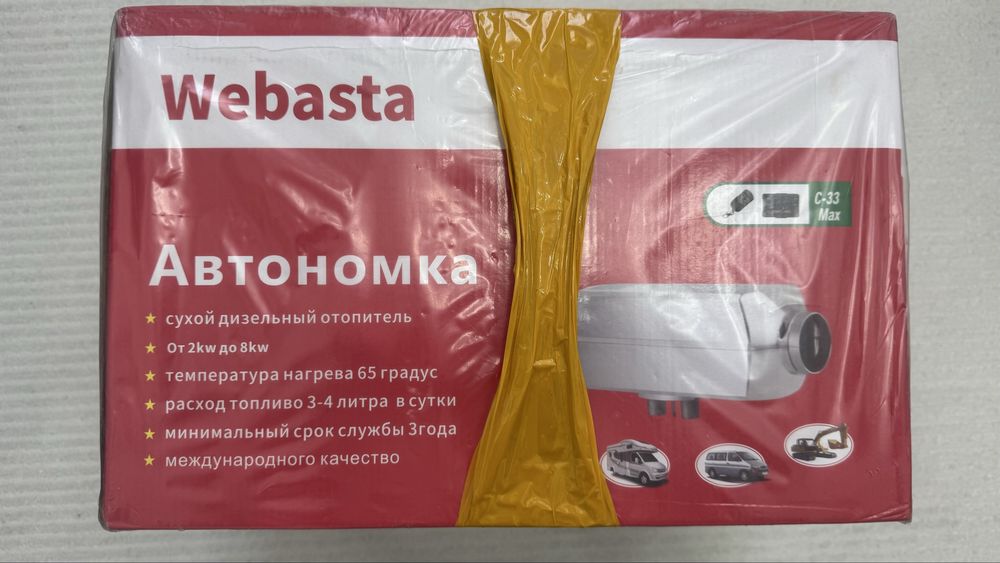 Webasta
C-33
Max
Автономка
★ сухой дизельный отопитель
★ От 2kw до 8kw
★ температура нагрева 65 градус
★ расход топливо 3-4 литра в сутки
★ минимальный срок службы 3года
★ международного качество